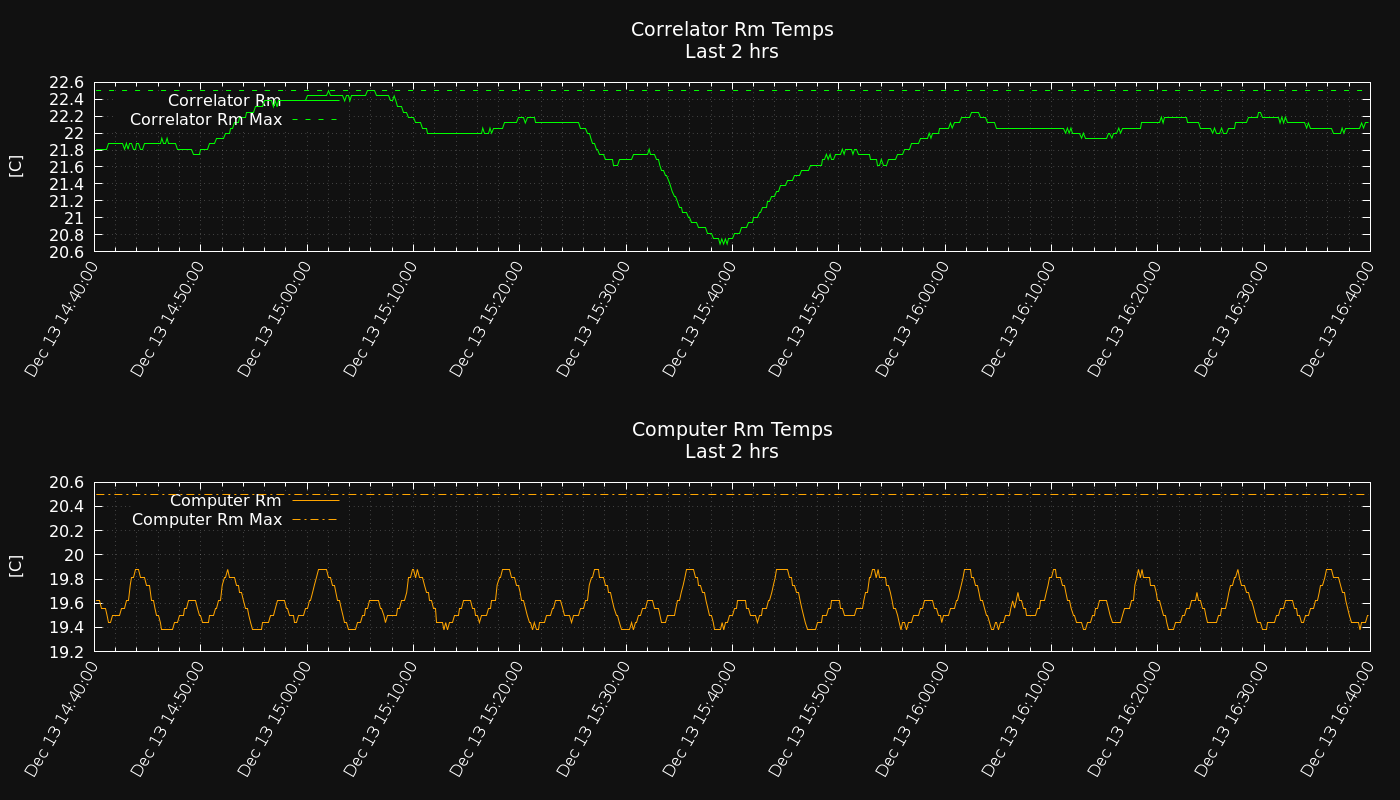 Correlator Rm Temps
Last 2 hrs
[C]
22.6
22.4
22.2
22
21.8
21.6
21.4
21.2
21
20.8
20.6
Correlator Rm
Correlator Rm Max
Dec 13 14:40:00
Dec 13 14:50:00
Dec 13 15:00:00
Dec 13 15:10:00
Dec 13 15:20:00
Dec 13 15:30:00
Dec 13 15:40:00
Dec 13 15:50:00
Dec 13 16:00:00
Dec 13 16:10:00
Dec 13 16:20:00
Dec 13 16:30:00
Dec 13 16:40:00
Computer Rm Temps
Last 2 hrs
[C]
20.6
20.4
20.2
20
19.8
19.6
19.4
19.2
Computer Rm
Computer Rm Max
Dec 13 14:40:00
Dec 13 14:50:00
Dec 13 15:00:00
Dec 13 15:10:00
Dec 13 15:20:00
Dec 13 15:30:00
Dec 13 15:40:00
Dec 13 15:50:00
Dec 13 16:00:00
Dec 13 16:10:00
Dec 13 16:20:00
Dec 13 16:30:00
Dec 13 16:40:00